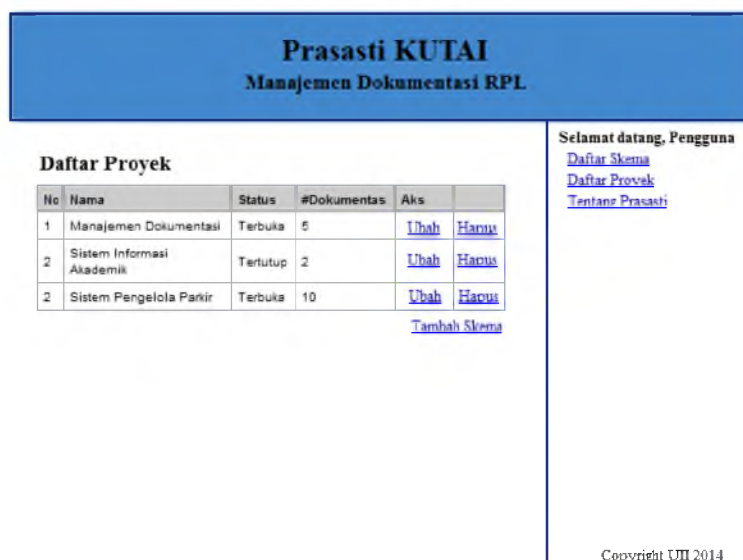 Prasasti KUTAI
Manajemen Dokumentasi RPL
Daftar Proyek
No Nama Status #Dokumentas Aks
1 Manajemen Dokumentasi Terbuka 5 Ubah Hapus
2 Sistem Informasi Akademik Tertutup 2 Ubah Hapus
2 Sistem Pengelola Parkir Terbuka 10 Ubah Hapus
Tambah Skema
Selamat datang, Pengguna
Daftar Skema
Daftar Proyek
Tentang Prasasti
Copyright UII 2014